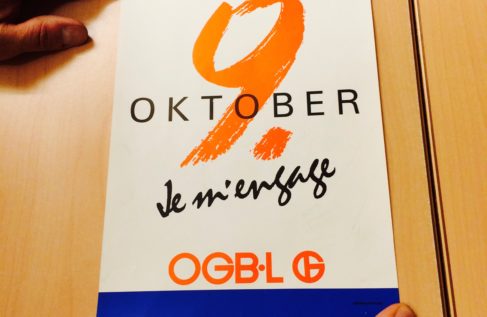 9.
OKTOBER
Je m'engage
OGB·L